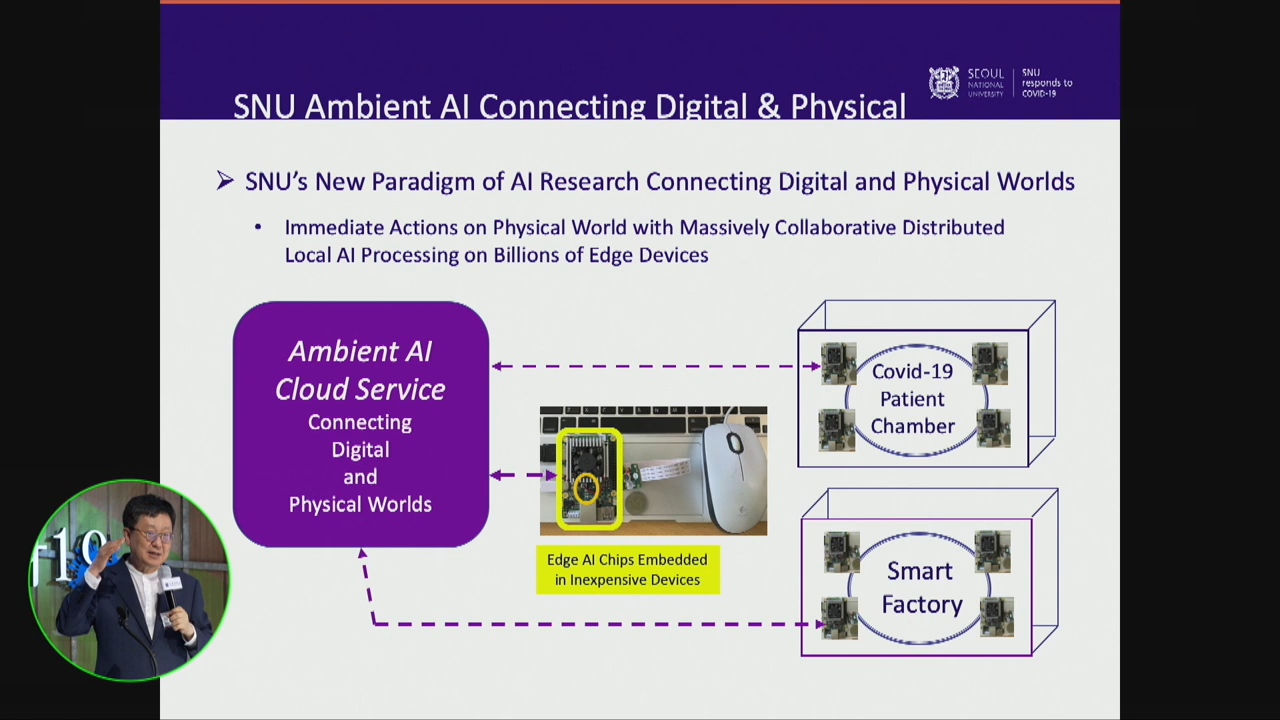 SNU Ambient AI Connecting Digital & Physical
SEOUL
NATIONAL
UNIVERSITY
SNU
responds to
COVID-19
SNU's New Paradigm of AI Research Connecting Digital and Physical Worlds
• Immediate Actions on Physical World with Massively Collaborative Distributed
Local AI Processing on Billions of Edge Devices
Ambient AI
Cloud Service
Connecting
Digital
and
Physical Worlds
Edge AI Chips Embedded
in Inexpensive Devices
Covid-19
Patient
Chamber
Smart
Factory
19